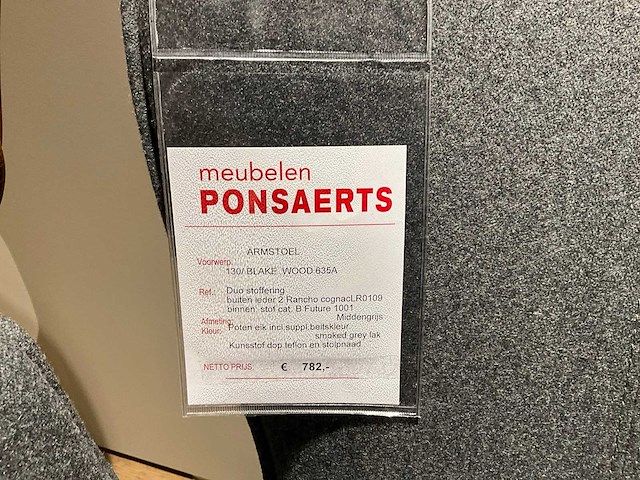 meubelen
PONSAERTS
ARMSTOEL
Voorwerp:
130/ BLAKE WOOD 635A
Ref.: Duo stoffering
buiten leder 2 Rancho cognacLR0109
binnen: stof cat. B Future 1001
Afmeting: Middengrijs
Kleur: Poten eik incl.suppl.beitskleur
smoked grey lak
Kunsstof dop teflon en stolpnaad
NETTO PRIJS: € 782,-